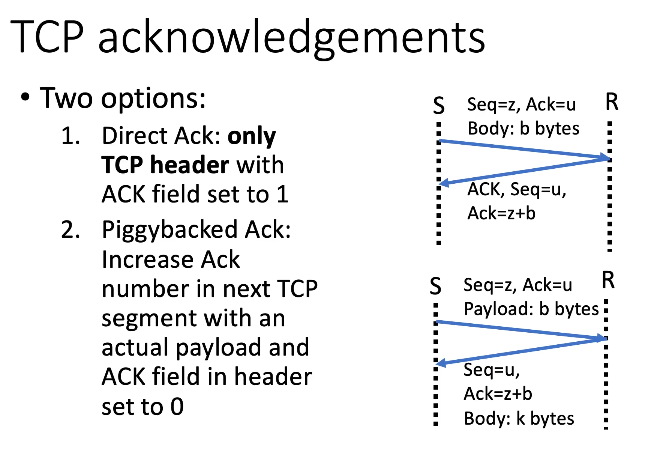 TCP acknowledgements
• Two options:
1. Direct Ack: only
TCP header with
ACK field set to 1
2. Piggybacked Ack:
Increase Ack
number in next TCP
segment with an
actual payload and
ACK field in header
set to 0
S Seq=z, Ack=u R
Body: b bytes
ACK, Seq=u,
Ack=z+b
S Seq=z, Ack=u R
Payload: b bytes
Seq=u,
Ack=z+b
Body: k bytes